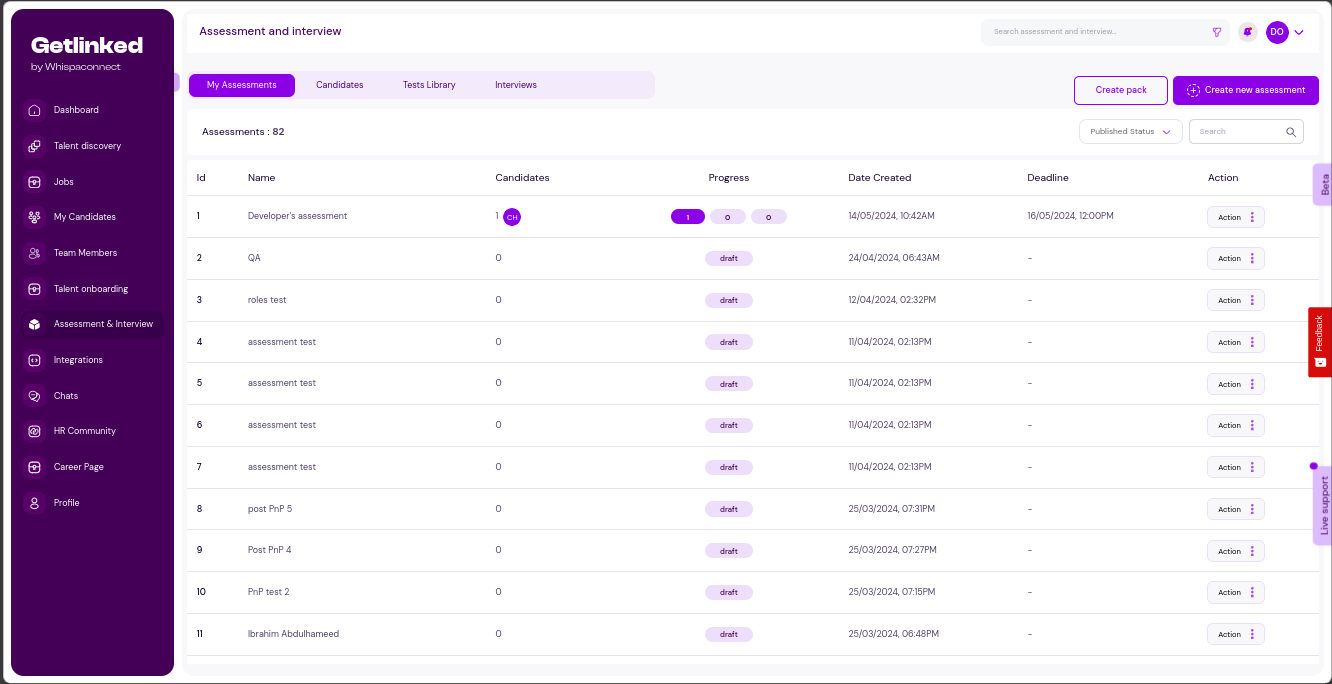 Getlinked
by Whispaconnect
Dashboard
Talent discovery
Jobs
My Candidates
Team Members
Talent onboarding
Assessment & Interview
Integrations
Chats
HR Community
Career Page
Profile
Assessment and interview
Search assessment and interview...
DO
My Assessments Candidates Tests Library Interviews
Create pack
Create new assessment
Assessments : 82
Published Status
Search
Id Name Candidates Progress Date Created Deadline Action
1 Developer's assessment 1 CH 1 0 0 14/05/2024, 10:42AM 16/05/2024, 12:00PM Action
2 QA 0 draft 24/04/2024, 06:43AM - Action
3 roles test 0 draft 12/04/2024, 02:32PM - Action
4 assessment test 0 draft 11/04/2024, 02:13PM - Action
5 assessment test 0 draft 11/04/2024, 02:13PM - Action
6 assessment test 0 draft 11/04/2024, 02:13PM - Action
7 assessment test 0 draft 11/04/2024, 02:13PM - Action
8 post PnP 5 0 draft 25/03/2024, 07:31PM - Action
9 Post PnP 4 0 draft 25/03/2024, 07:27PM - Action
10 PnP test 2 0 draft 25/03/2024, 07:15PM - Action
11 Ibrahim Abdulhameed 0 draft 25/03/2024, 06:48PM - Action
Beta
Feedback
Live support